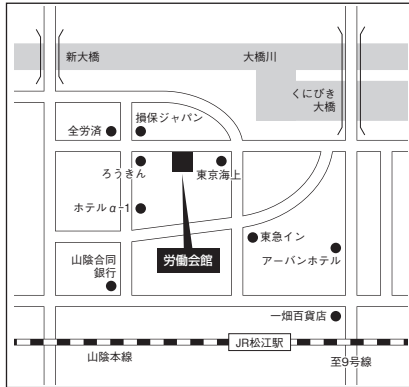 新大橋
大橋川
くにびき
大橋
損保ジャパン
全労済
ろうきん
東京海上
ホテルα-1
東急イン
アーバンホテル
山陰合同
銀行
労働会館
一畑百貨店
JR松江駅
山陰本線
至9号線